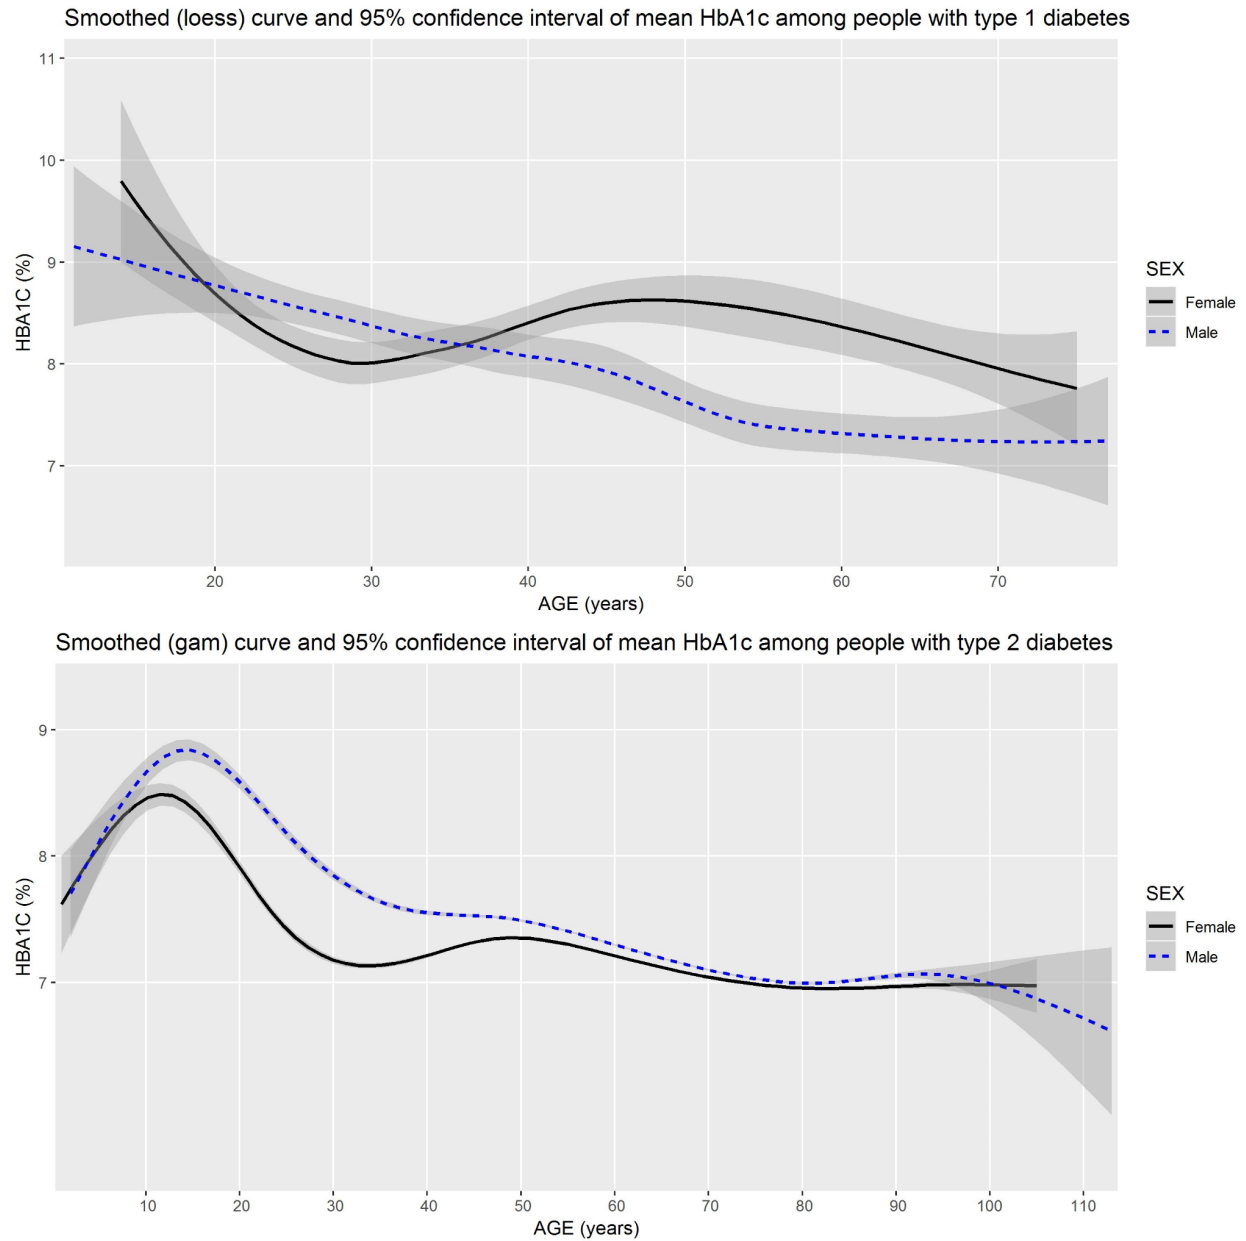 Smoothed (loess) curve and 95% confidence interval of mean HbA1c among people with type 1 diabetes
11
10
9
8
7
HBA1C (%)
20 30 40 50 60 70
AGE (years)
SEX
Female
Male
Smoothed (gam) curve and 95% confidence interval of mean HbA1c among people with type 2 diabetes
9
8
7
HBA1C (%)
10 20 30 40 50 60 70 80 90 100 110
AGE (years)
SEX
Female
Male